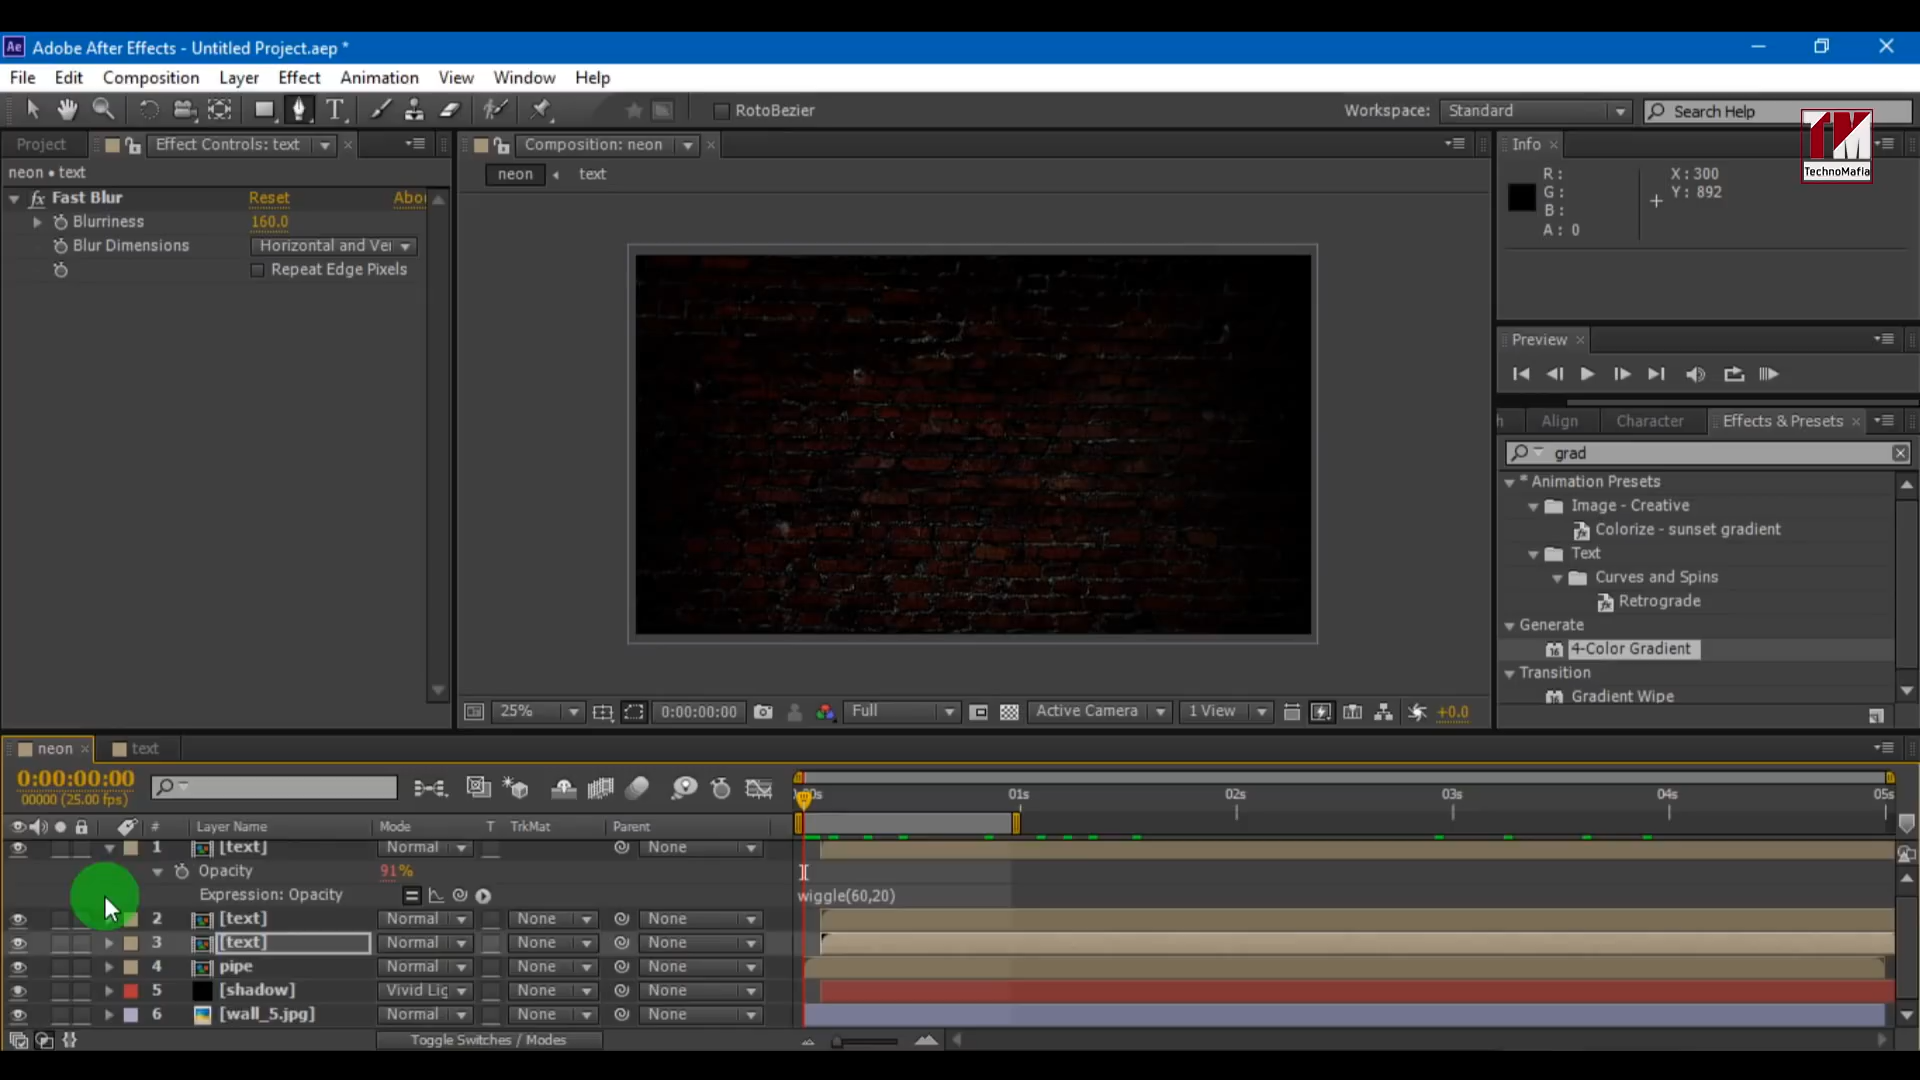 Ae Adobe After Effects - Untitled Project.aep *
File Edit Composition Layer Effect Animation View Window Help
T RotoBezier Workspace: Standard Search Help
TM
TechnoMafia
Project Effect Controls: text
neon • text
fx Fast Blur Reset Abou
Blurriness 160.0
Blur Dimensions Horizontal and Ver
Repeat Edge Pixels
Composition: neon
neon text
25% 0:00:00:00 Full Active Camera 1 View +0.0
Info
R: X: 300
G: Y: 892
B:
A: 0
Preview
Align Character Effects & Presets
grad
* Animation Presets
Image - Creative
Colorize - sunset gradient
Text
Curves and Spins
Retrograde
Generate
4-Color Gradient
Transition
Gradient Wipe
neon text
0:00:00:00
00000 (25.00 fps)
01s 02s 03s 04s 05s
# Layer Name Mode T TrkMat Parent
1 [text] Normal None
Opacity 91%
Expression: Opacity wiggle(60,20)
2 [text] Normal None None
3 [text] Normal None None
4 pipe Normal None None
5 [shadow] Vivid Lig None None
6 [wall_5.jpg] Normal None None
Toggle Switches / Modes